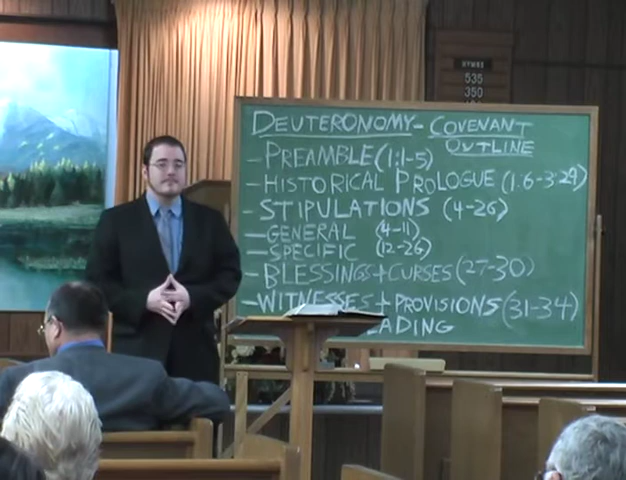 HYMNS
535
350
DEUTERONOMY - COVENANT
OUTLINE
- PREAMBLE (1:1-5)
- HISTORICAL PROLOGUE (1:6-3:29)
- STIPULATIONS (4-26)
- GENERAL (4-11)
- SPECIFIC (12-26)
- BLESSINGS + CURSES (27-30)
- WITNESSES + PROVISIONS (31-34)
EADING